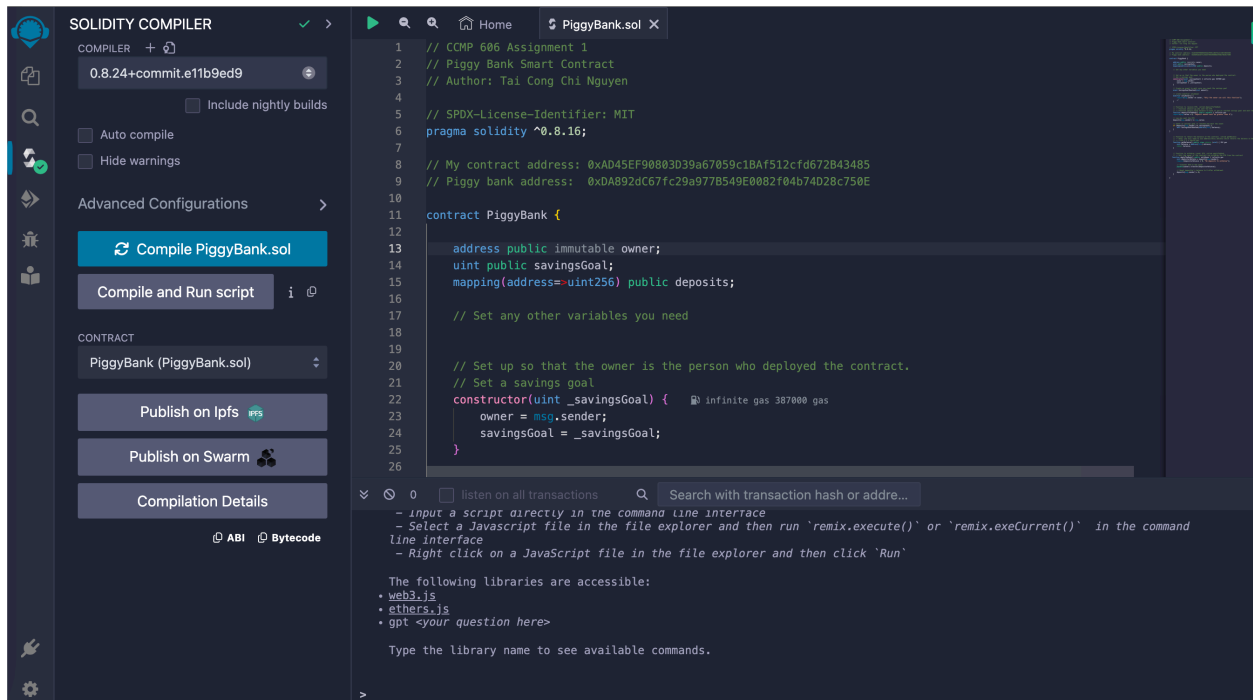 SOLIDITY COMPILER
COMPILER
0.8.24+commit.e11b9ed9
Include nightly builds
Auto compile
Hide warnings
Advanced Configurations
Compile PiggyBank.sol
Compile and Run script
i
CONTRACT
PiggyBank (PiggyBank.sol)
Publish on Ipfs IPFS
Publish on Swarm
Compilation Details
ABI Bytecode
Home PiggyBank.sol
1 // CCMP 606 Assignment 1
2 // Piggy Bank Smart Contract
3 // Author: Tai Cong Chi Nguyen
4
5 // SPDX-License-Identifier: MIT
6 pragma solidity ^0.8.16;
7
8 // My contract address: 0xAD45EF90803D39a67059c1BAf512cfd672B43485
9 // Piggy bank address:  0xDA892dC67fc29a977B549E0082f04b74D28c750E
10
11 contract PiggyBank {
12
13 address public immutable owner;
14 uint public savingsGoal;
15 mapping(address=>uint256) public deposits;
16
17 // Set any other variables you need
18
19
20 // Set up so that the owner is the person who deployed the contract.
21 // Set a savings goal
22 constructor(uint _savingsGoal) { infinite gas 387000 gas
23 owner = msg.sender;
24 savingsGoal = _savingsGoal;
25 }
26
0 listen on all transactions Search with transaction hash or addre...
- Input a script directly in the command line interface
- Select a Javascript file in the file explorer and then run `remix.execute()` or `remix.exeCurrent()`  in the command
line interface
- Right click on a JavaScript file in the file explorer and then click `Run`
The following libraries are accessible:
• web3.js
• ethers.js
• gpt <your question here>
Type the library name to see available commands.
>